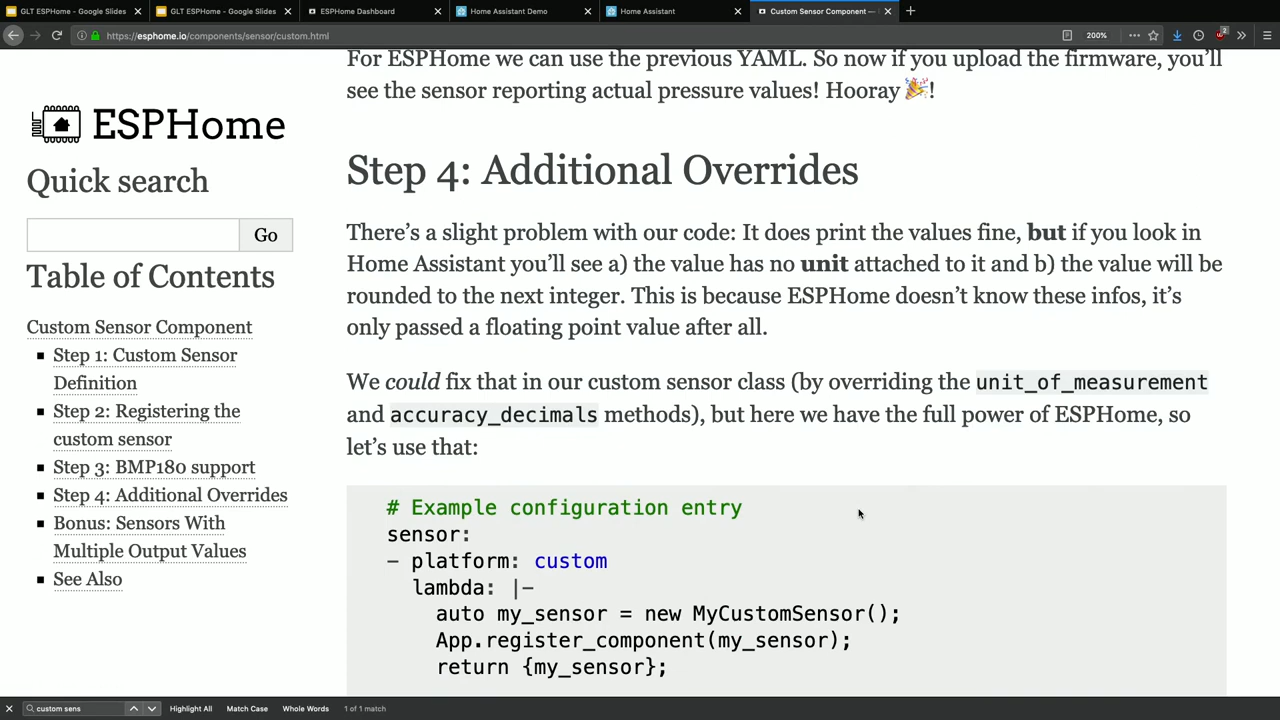 GLT ESPHome - Google Slides
GLT ESPHome - Google Slides
ESPHome Dashboard
Home Assistant Demo
Home Assistant
Custom Sensor Component —
https://esphome.io/components/sensor/custom.html
200%
2
ESPHome
Quick search
Go
Table of Contents
Custom Sensor Component
Step 1: Custom Sensor
Definition
Step 2: Registering the
custom sensor
Step 3: BMP180 support
Step 4: Additional Overrides
Bonus: Sensors With
Multiple Output Values
See Also
For ESPHome we can use the previous YAML. So now if you upload the firmware, you’ll
see the sensor reporting actual pressure values! Hooray 🎉!
Step 4: Additional Overrides
There’s a slight problem with our code: It does print the values fine, but if you look in
Home Assistant you’ll see a) the value has no unit attached to it and b) the value will be
rounded to the next integer. This is because ESPHome doesn’t know these infos, it’s
only passed a floating point value after all.
We could fix that in our custom sensor class (by overriding the unit_of_measurement
and accuracy_decimals methods), but here we have the full power of ESPHome, so
let’s use that:
# Example configuration entry
sensor:
- platform: custom
lambda: |-
auto my_sensor = new MyCustomSensor();
App.register_component(my_sensor);
return {my_sensor};
custom sens
Highlight All
Match Case
Whole Words
1 of 1 match